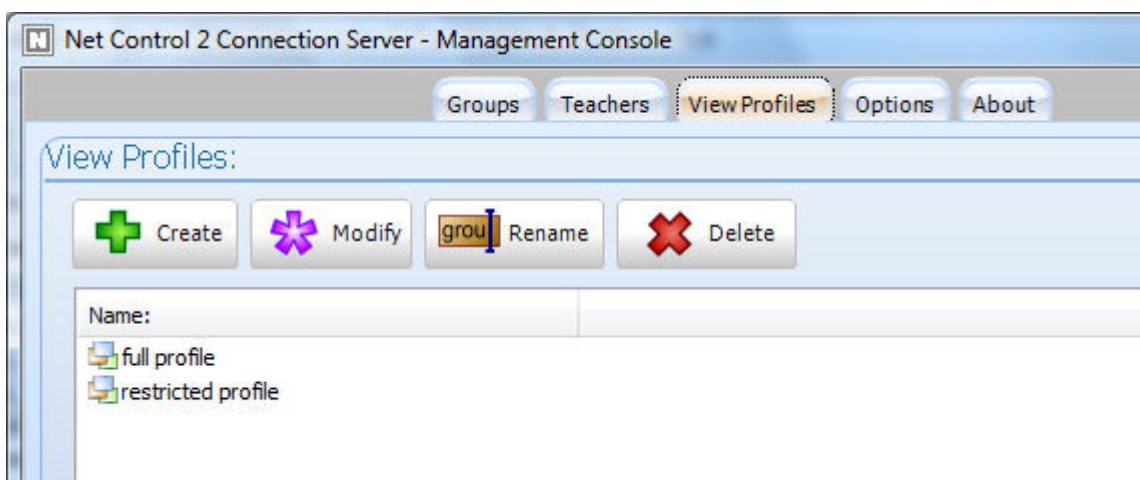 Net Control 2 Connection Server - Management Console
Groups Teachers View Profiles Options About
View Profiles:
Create Modify grou Rename Delete
Name:
full profile
restricted profile